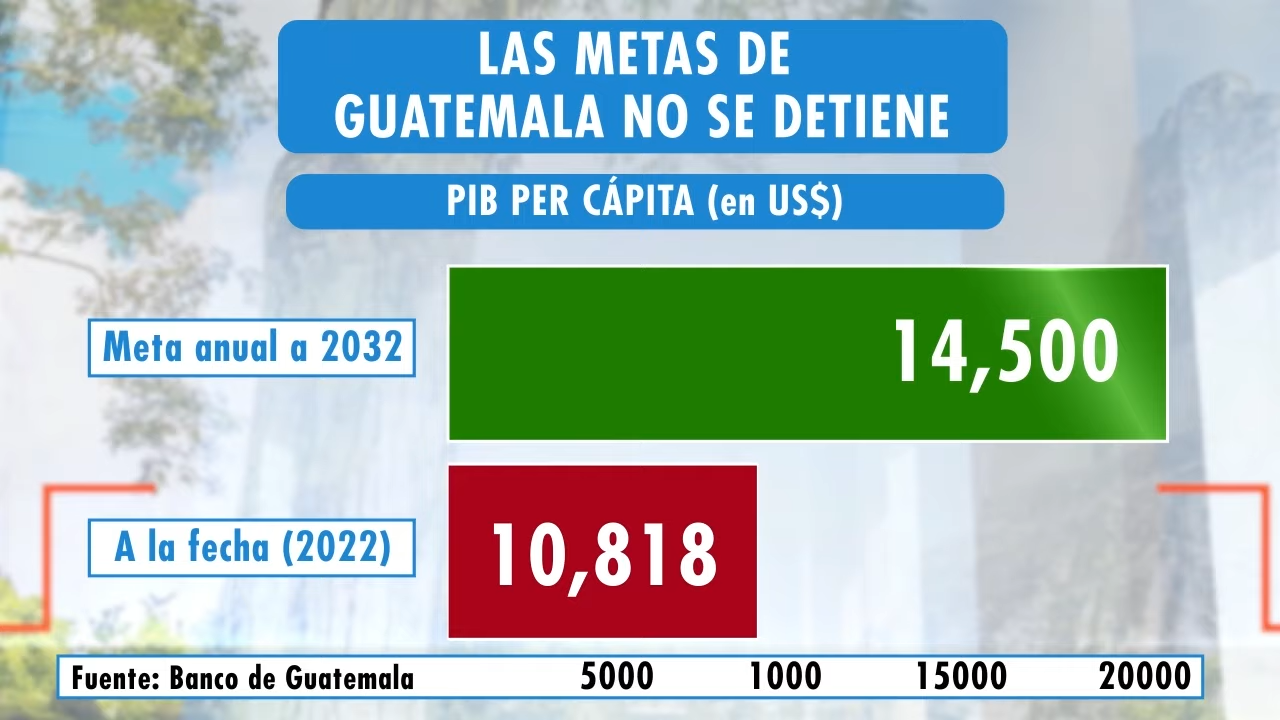 LAS METAS DE
GUATEMALA NO SE DETIENE
PIB PER CÁPITA (en US$)
Meta anual a 2032
14,500
A la fecha (2022)
10,818
Fuente: Banco de Guatemala 5000 1000 15000 20000